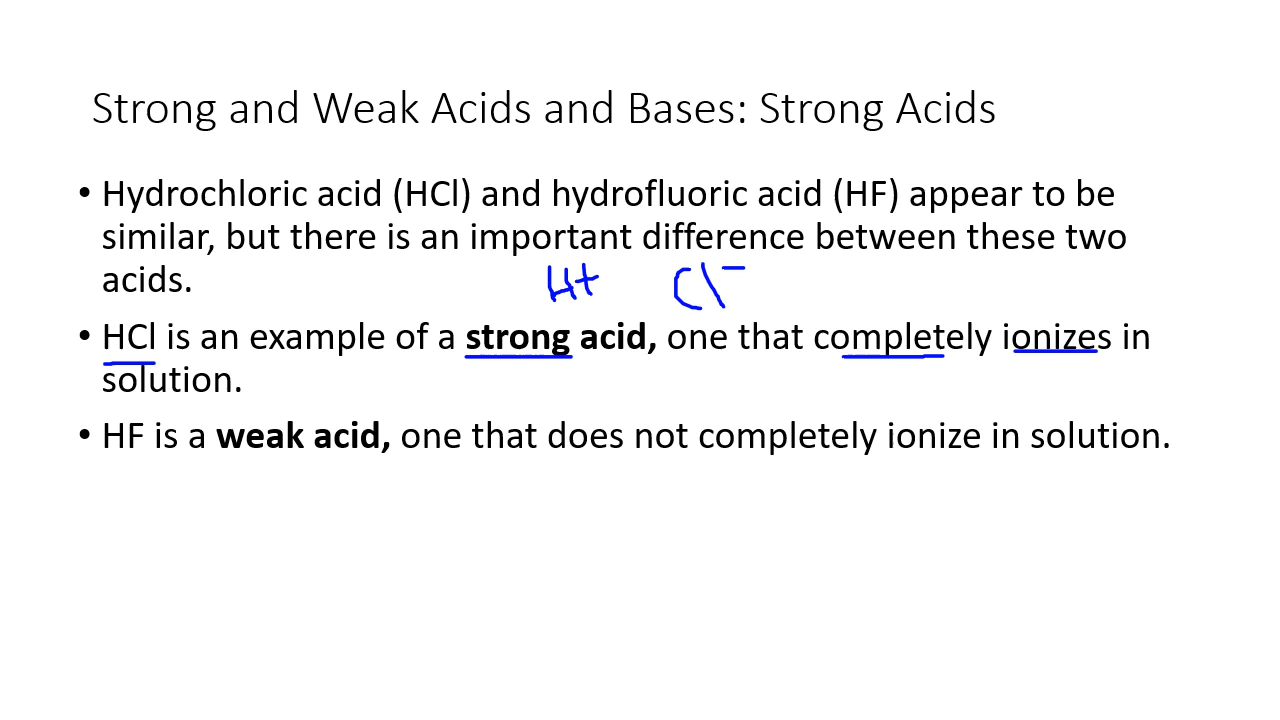 Strong and Weak Acids and Bases: Strong Acids
• Hydrochloric acid (HCl) and hydrofluoric acid (HF) appear to be
similar, but there is an important difference between these two
acids.
H+ Cl-
• HCl is an example of a strong acid, one that completely ionizes in
solution.
• HF is a weak acid, one that does not completely ionize in solution.